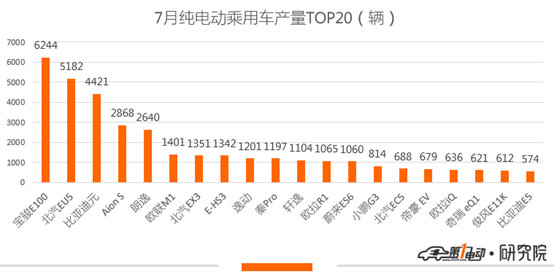 7月纯电动乘用车产量TOP20（辆）
7000
6000
5000
4000
3000
2000
1000
0
6244
5182
4421
2868
2640
1401
1351
1342
1201
1197
1104
1065
1060
814
688
679
636
621
612
574
宝骏E100
北汽EU5
比亚迪元
Aion S
朗逸
欧联M1
北汽EX3
E-HS3
逸动
秦Pro
轩逸
欧拉R1
蔚来ES6
小鹏G3
北汽EC5
帝豪 EV
欧拉iQ
奇瑞 eQ1
俊风E11K
比亚迪E5
第1电动·研究院